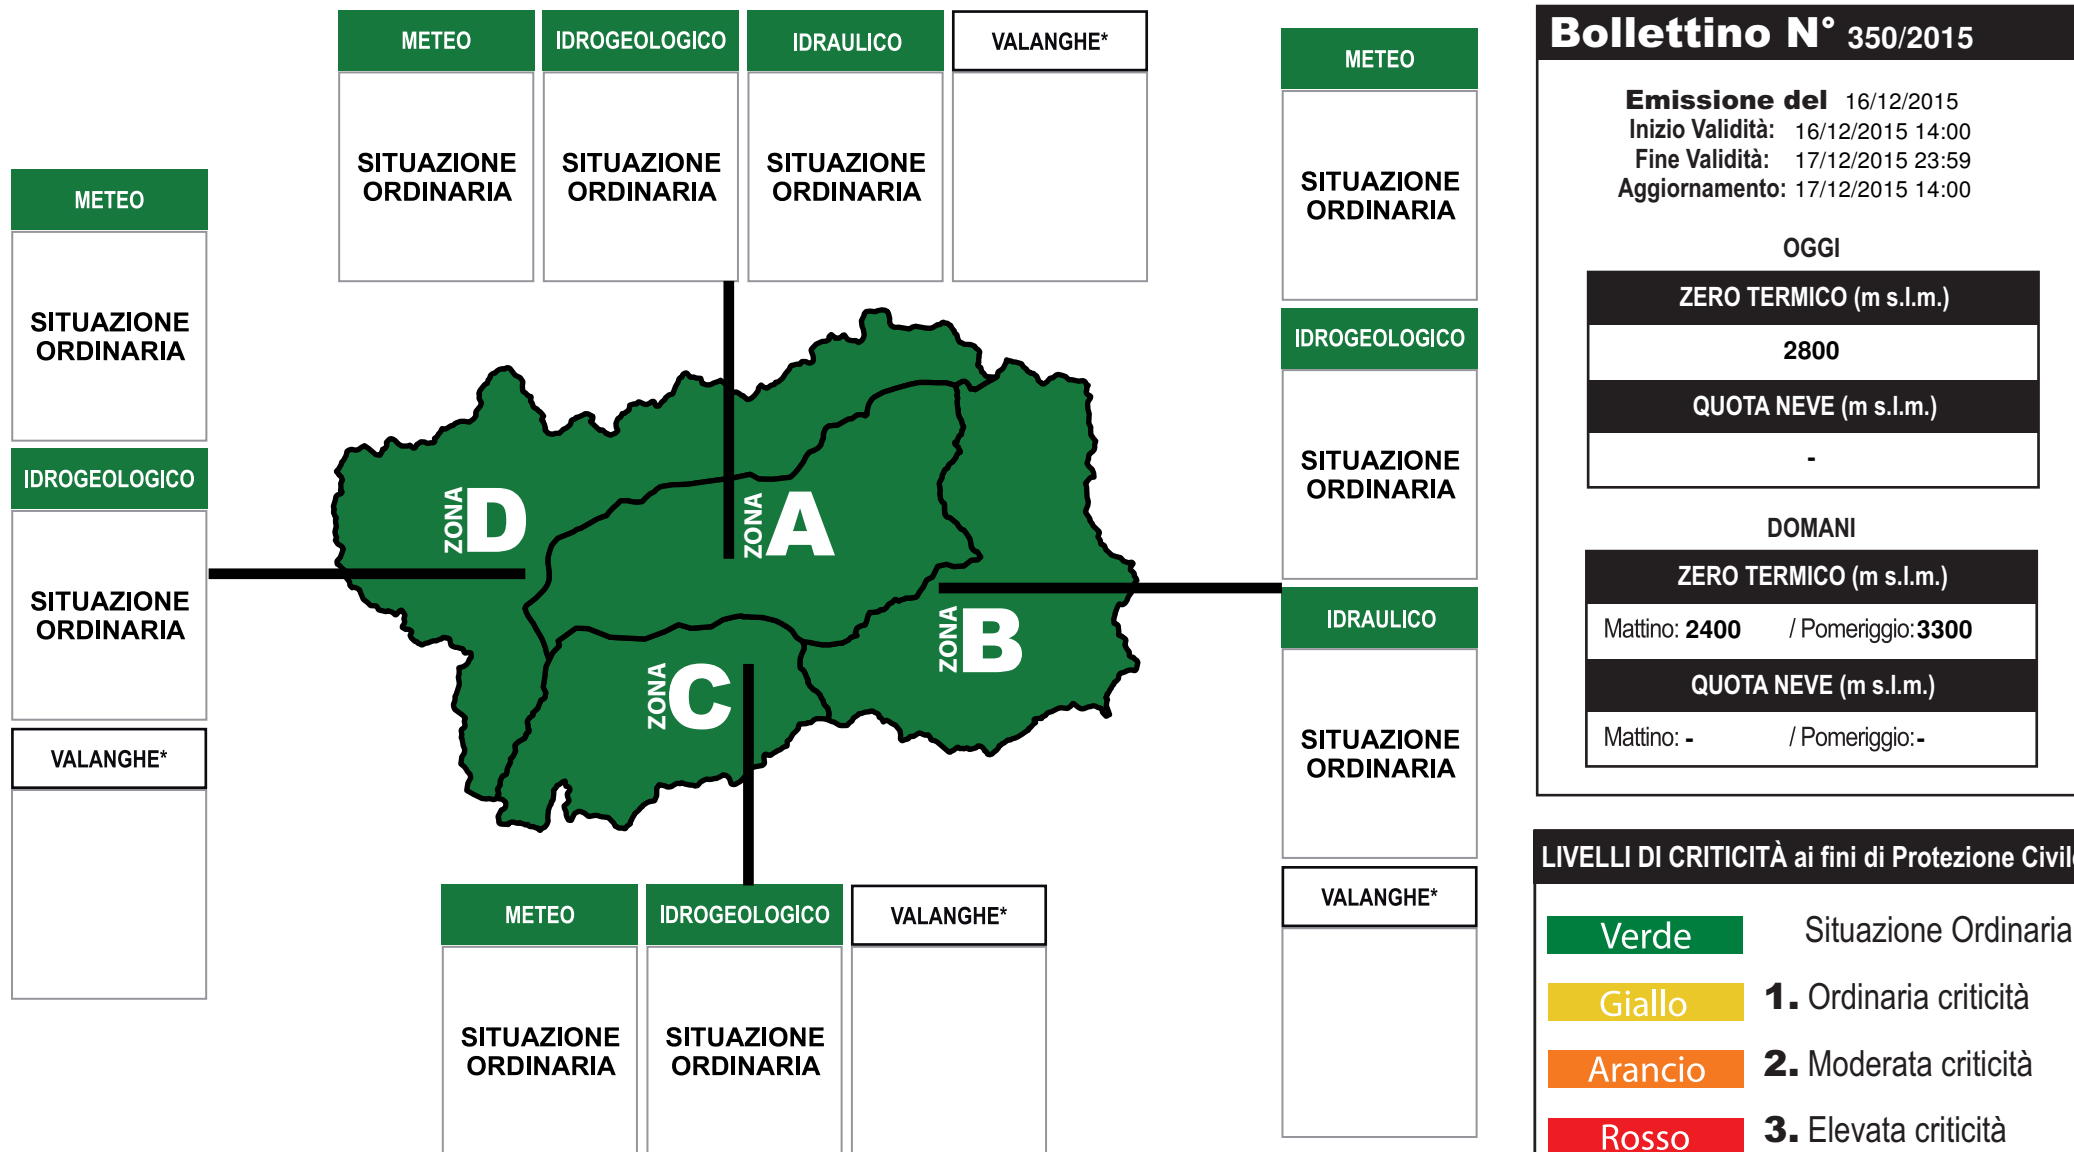 METEO
IDROGEOLOGICO
IDRAULICO
VALANGHE*
SITUAZIONE
ORDINARIA
SITUAZIONE
ORDINARIA
SITUAZIONE
ORDINARIA
METEO
SITUAZIONE
ORDINARIA
IDROGEOLOGICO
SITUAZIONE
ORDINARIA
VALANGHE*
ZONA D
ZONA A
ZONA B
ZONA C
METEO
SITUAZIONE
ORDINARIA
IDROGEOLOGICO
SITUAZIONE
ORDINARIA
IDRAULICO
SITUAZIONE
ORDINARIA
VALANGHE*
METEO
IDROGEOLOGICO
VALANGHE*
SITUAZIONE
ORDINARIA
SITUAZIONE
ORDINARIA
Bollettino N° 350/2015
Emissione del 16/12/2015
Inizio Validità: 16/12/2015 14:00
Fine Validità: 17/12/2015 23:59
Aggiornamento: 17/12/2015 14:00
OGGI
ZERO TERMICO (m s.l.m.)
2800
QUOTA NEVE (m s.l.m.)
-
DOMANI
ZERO TERMICO (m s.l.m.)
Mattino: 2400 / Pomeriggio: 3300
QUOTA NEVE (m s.l.m.)
Mattino: - / Pomeriggio: -
LIVELLI DI CRITICITÀ ai fini di Protezione Civile
Verde Situazione Ordinaria
Giallo 1. Ordinaria criticità
Arancio 2. Moderata criticità
Rosso 3. Elevata criticità